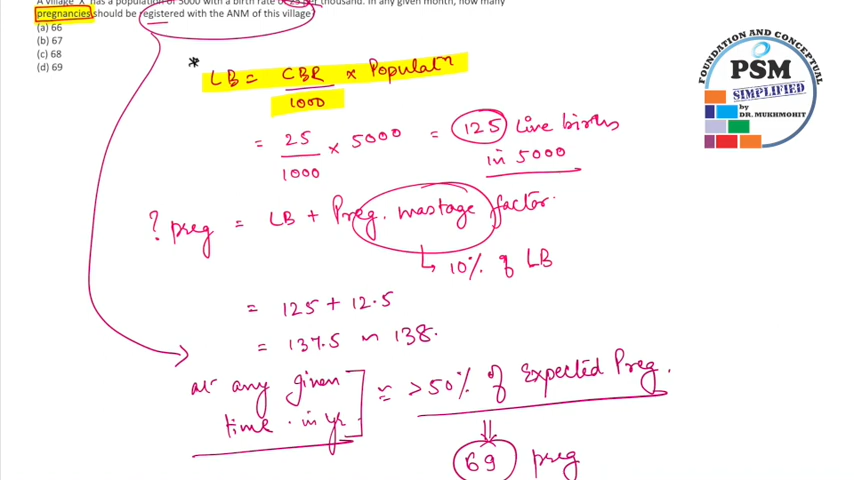 A village 'X' has a population of 5000 with a birth rate of 25 per thousand. In any given month, how many
pregnancies should be registered with the ANM of this village?
(a) 66
(b) 67
(c) 68
(d) 69
* LB = CBR / 1000 × Populatn
= 25 / 1000 × 5000 = 125 Live births
in 5000
? preg = LB + Preg. wastage factor.
↳ 10% of LB
= 125 + 12.5
= 137.5 ~ 138.
at any given
time in yr.
≈ >50% of Expected Preg.
⇓
69 preg
FOUNDATION AND CONCEPTUAL
PSM
SIMPLIFIED
by
DR. MUKHMOHIT